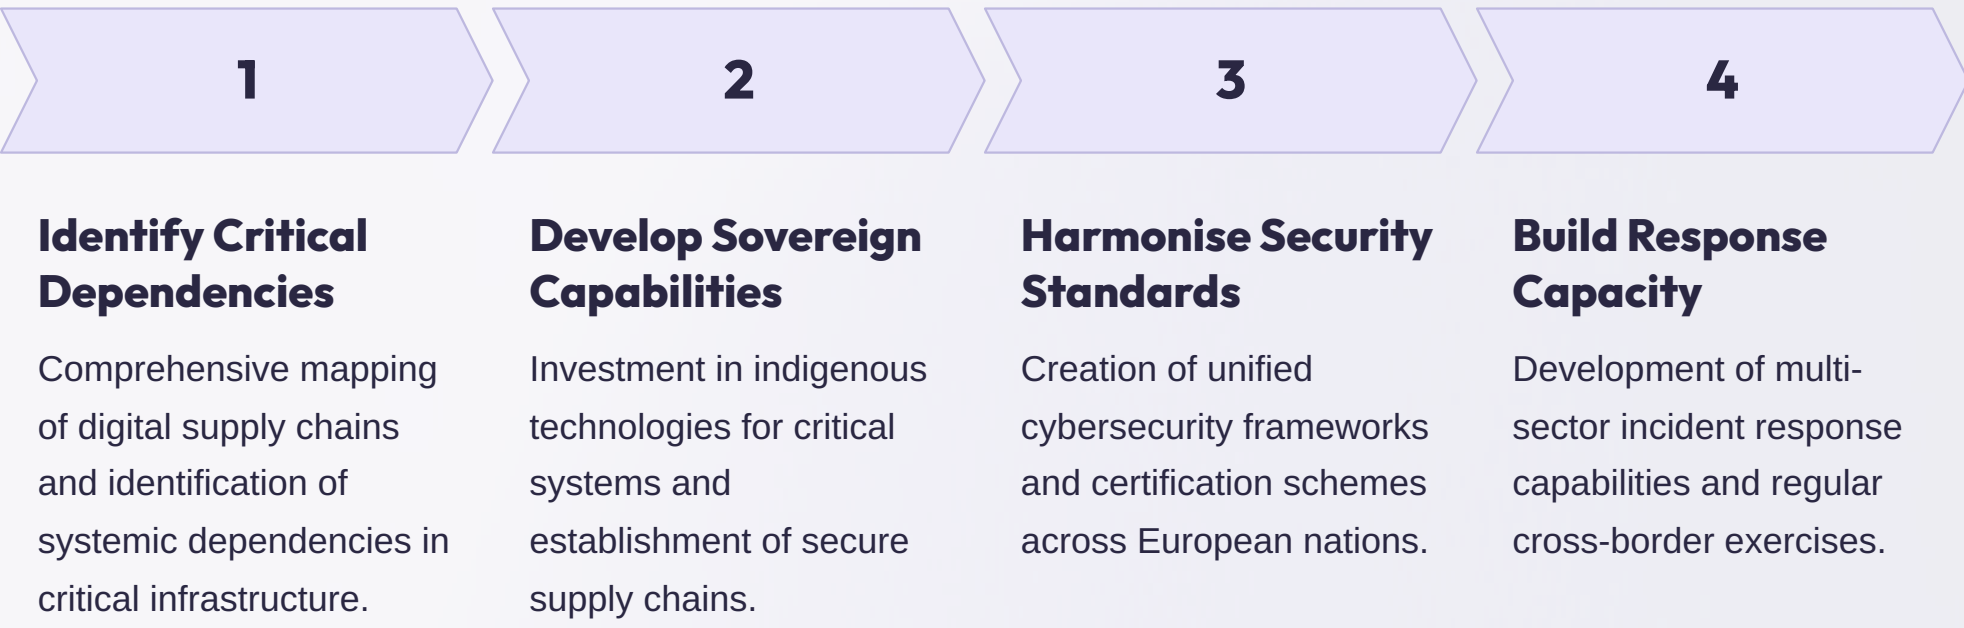 1
Identify Critical
Dependencies
Comprehensive mapping
of digital supply chains
and identification of
systemic dependencies in
critical infrastructure.
2
Develop Sovereign
Capabilities
Investment in indigenous
technologies for critical
systems and
establishment of secure
supply chains.
3
Harmonise Security
Standards
Creation of unified
cybersecurity frameworks
and certification schemes
across European nations.
4
Build Response
Capacity
Development of multi-
sector incident response
capabilities and regular
cross-border exercises.